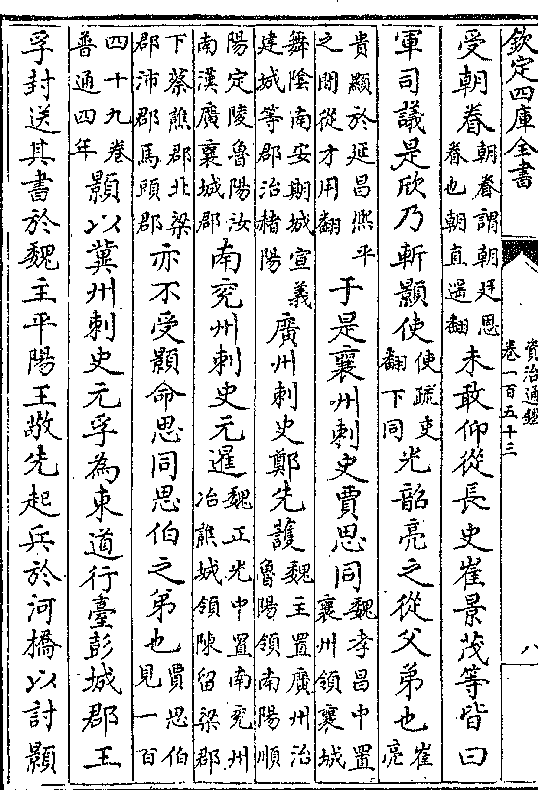 欽定四庫全書
資治通鑑
卷一百五十三
八
受朝眷朝眷謂朝廷恩眷也朝直遥翻未敢仰從長史崔景茂等皆曰
軍司議是欣乃斬顥使使疏吏翻下同光韶亮之從父弟也崔亮
貴顯於延昌熙平之間從才用翻于是襄州刺史賈思同魏孝昌中置襄州領襄城
舞陰南安期城宣義建城等郡治赭陽廣州刺史鄭先護魏主置廣州治魯陽領南陽順
陽定陵魯陽汝南漢廣襄城郡南兖州刺史元暹魏正光中置南兖州治譙城領陳留梁郡
下蔡譙郡北梁郡沛郡馬頭郡亦不受顥命思同思伯之弟也賈思伯見一百
四十九卷普通四年顥以冀州刺史元孚為東道行臺彭城郡王
孚封送其書於魏主平陽王敬先起兵於河橋以討顥